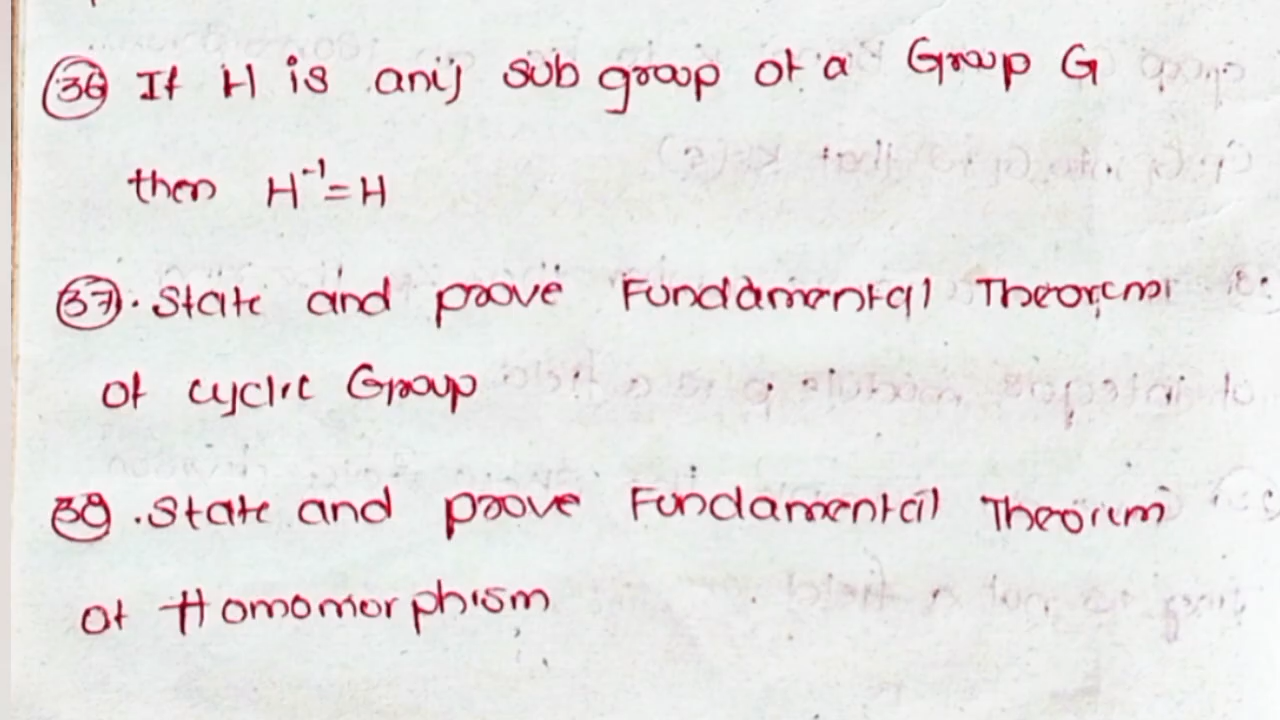 36 If H is any sub group of a Group G
then H⁻¹=H
37. State and prove Fundamental Theorem
of cyclic Group
38. State and prove Fundamental Theorem
of Homomorphism